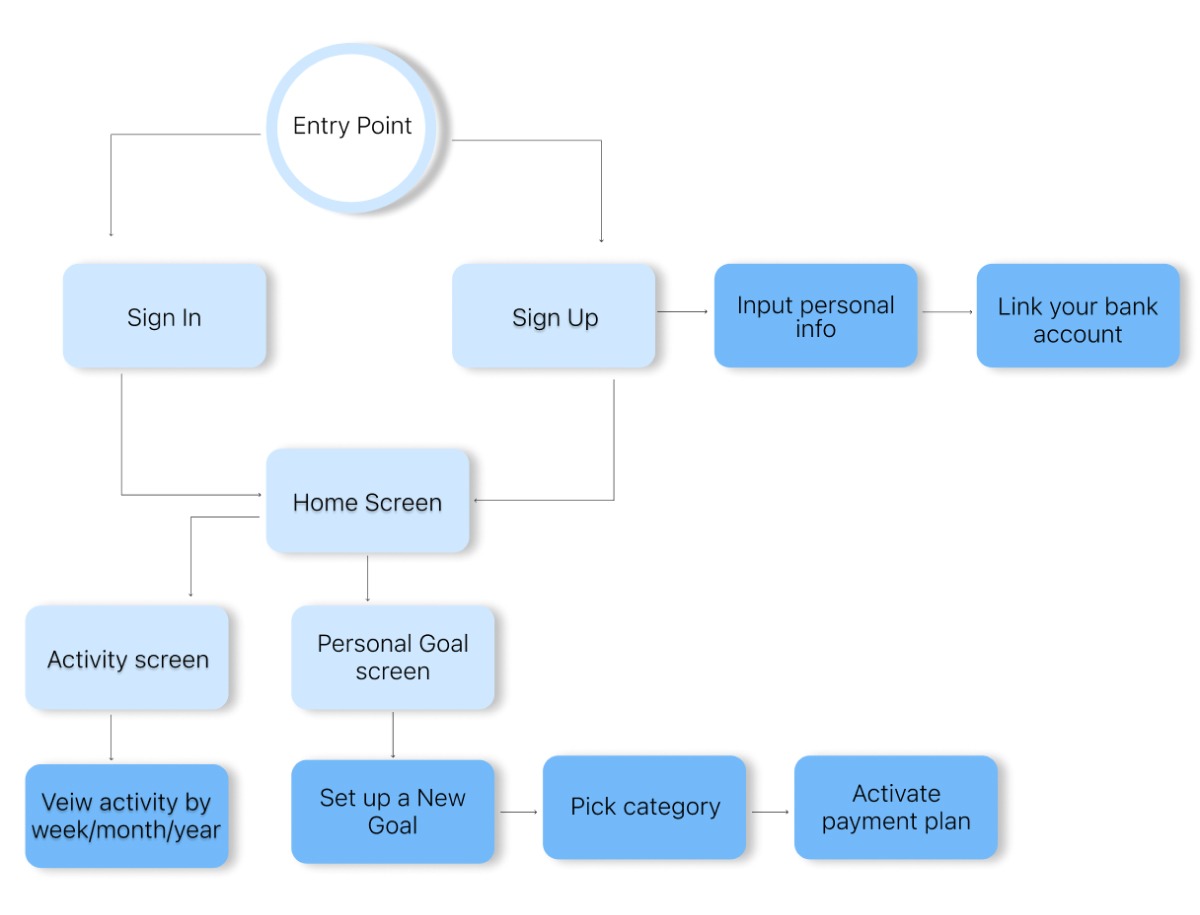 Entry Point
Sign In
Sign Up
Input personal
info
Link your bank
account
Home Screen
Activity screen
Personal Goal
screen
Veiw activity by
week/month/year
Set up a New
Goal
Pick category
Activate
payment plan